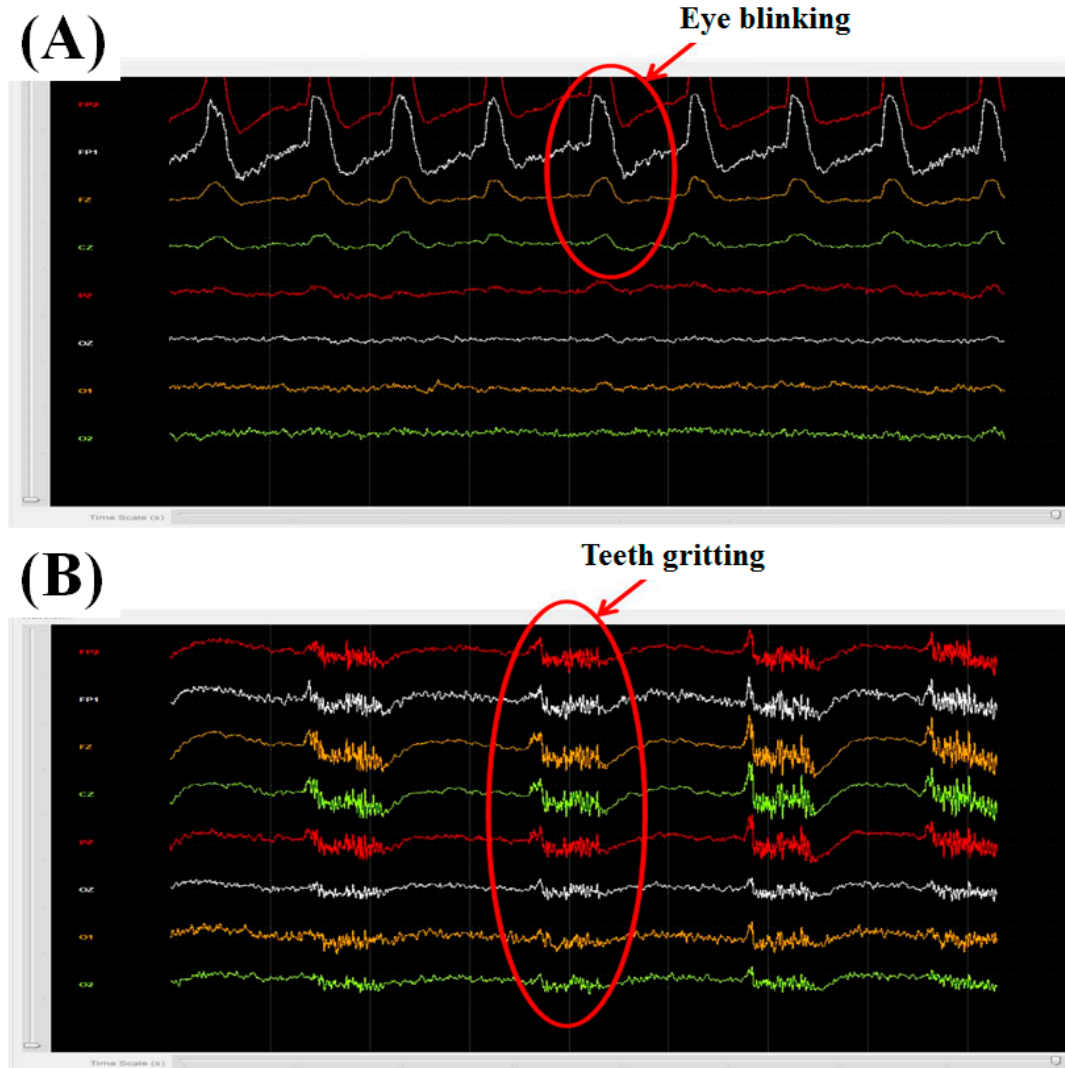 (A)
Eye blinking
FP2
FP1
FZ
CZ
PZ
OZ
O1
O2
Time Scale (s)
(B)
Teeth gritting
FP2
FP1
FZ
CZ
PZ
OZ
O1
O2
Time Scale (s)